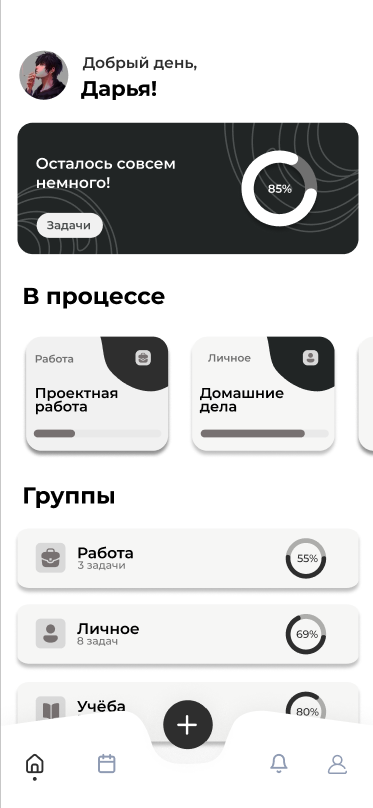 Добрый день,
Дарья!
Осталось совсем
немного!
85%
Задачи
В процессе
Работа
Проектная
работа
Личное
Домашние
дела
Группы
Работа
3 задачи
55%
Личное
8 задач
69%
Учёба
80%